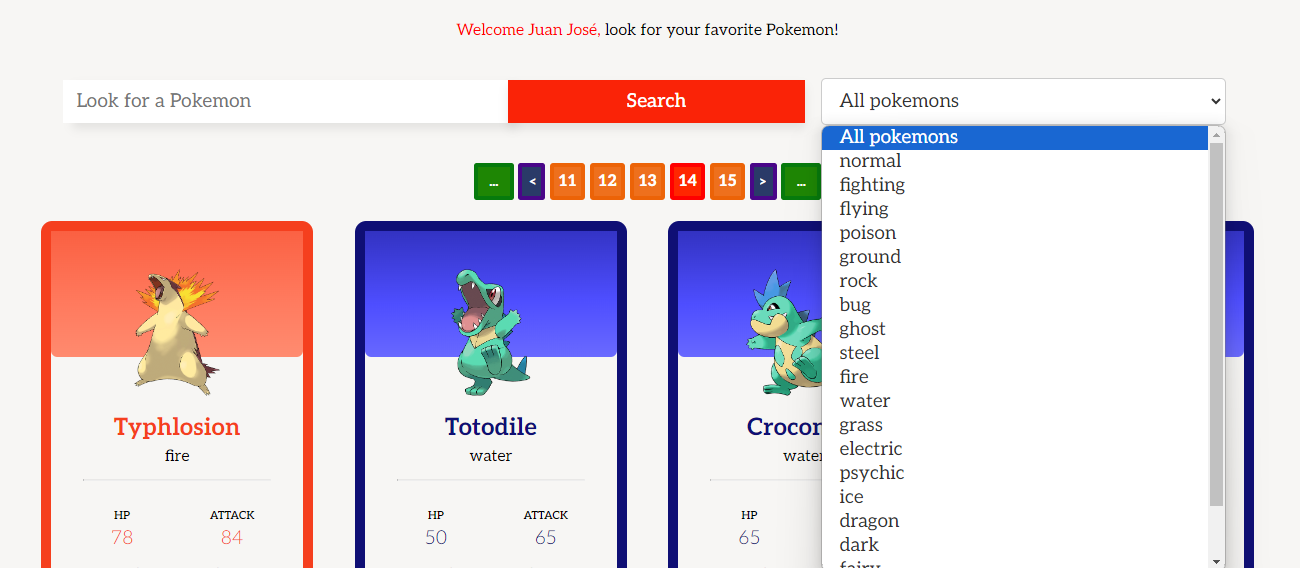 Welcome Juan José, look for your favorite Pokemon!
Look for a Pokemon
Search
All pokemons
All pokemons
normal
fighting
flying
poison
ground
rock
bug
ghost
steel
fire
water
grass
electric
psychic
ice
dragon
dark
fairy
... < 11 12 13 14 15 > ...
Typhlosion
fire
HP ATTACK
78 84
Totodile
water
HP ATTACK
50 65
Crocon
water
HP
65